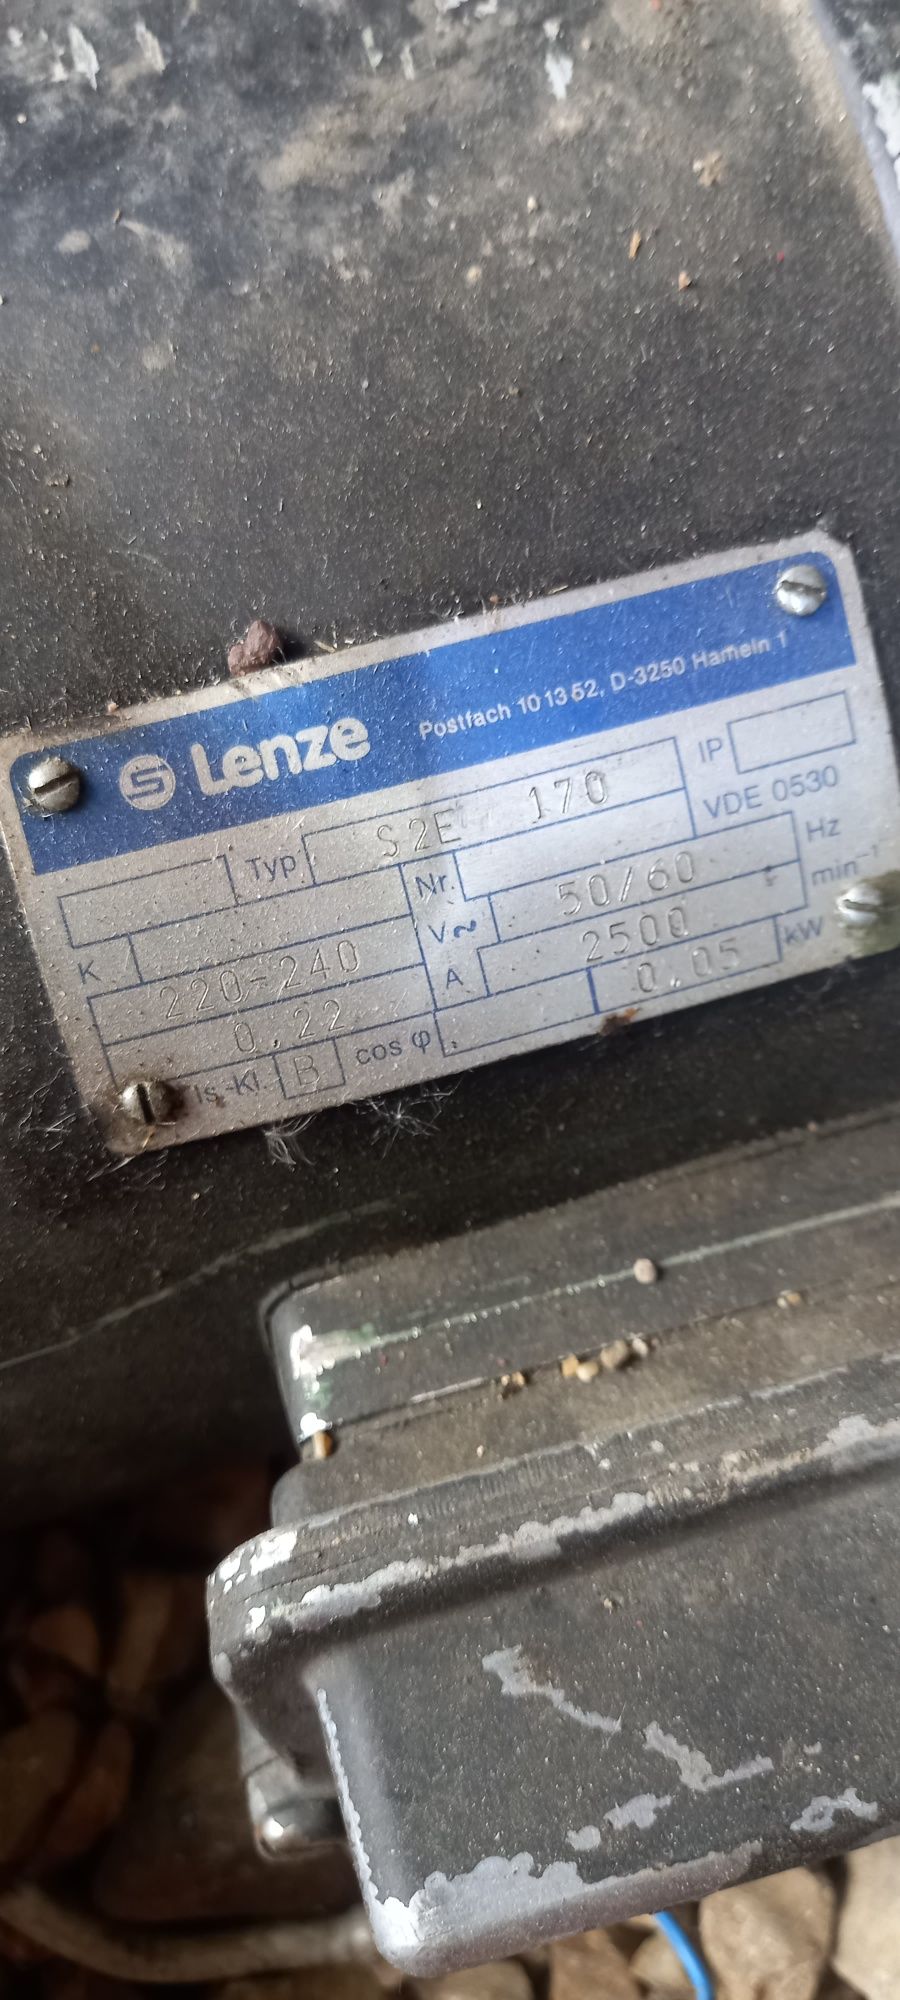 Lenze Postfach 10 13 52, D-3250 Hameln 1
Typ S2E 170 IP
K Nr. VDE 0530
220-240 V~ 50/60 Hz
0.22 A 2500 min⁻¹
Is.-Kl. B cos φ 0.05 kW